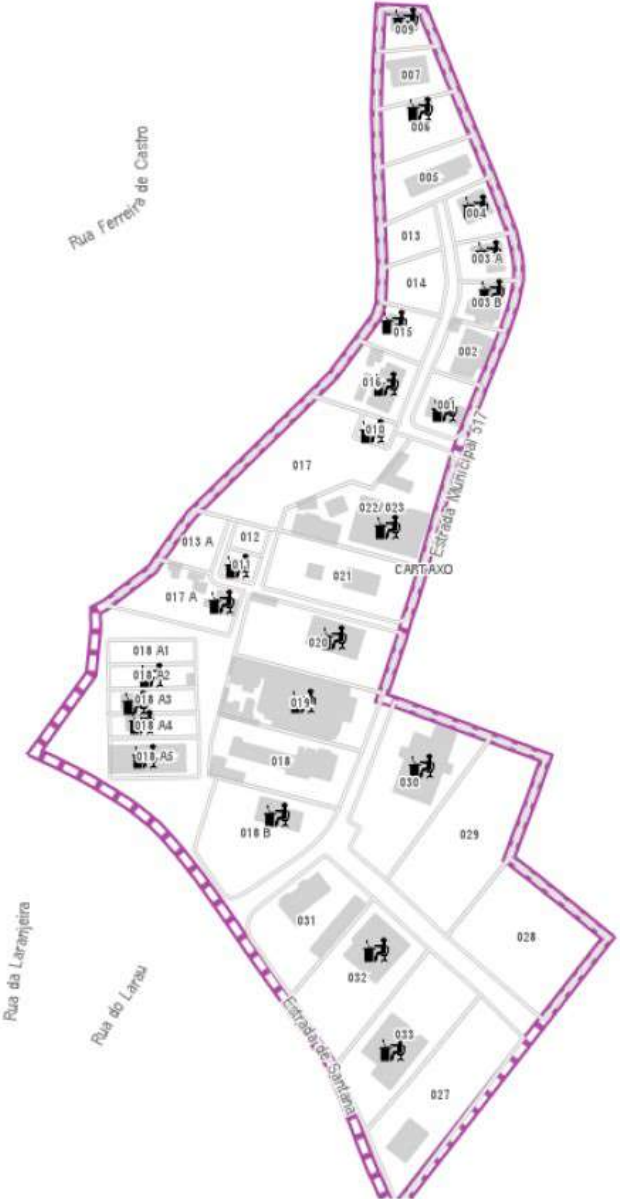 009
007
Rua Ferreira de Castro
006
005
004
013
003 A
014
003 B
015
002
016
001
010
Estrada Municipal 517
017
022/023
013 A
012
011
CARTAXO
021
017 A
020
018 A1
018 A2
018 A3
019
018 A4
018 A5
018
030
018 B
029
031
028
Rua da Laranjeira
032
Rua do Larau
Estrada de Santana
033
027